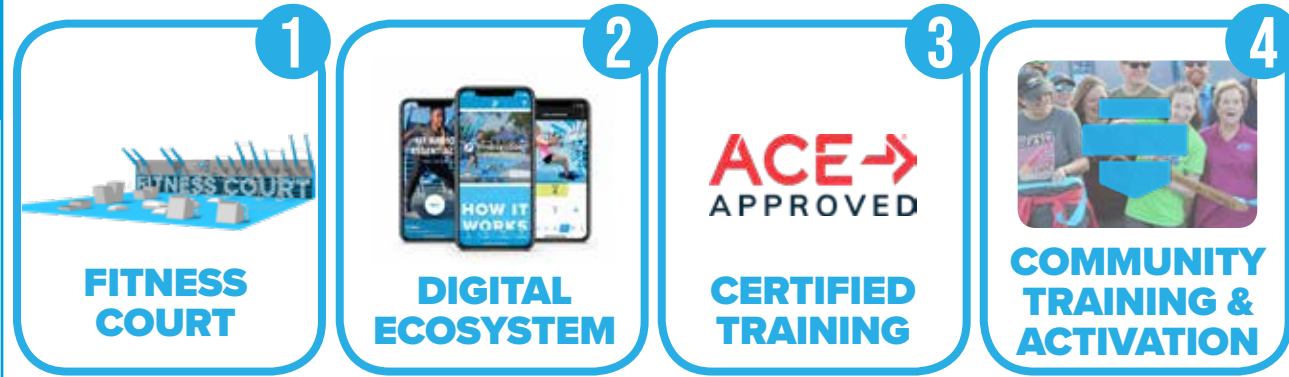 1
FITNESS COURT
FITNESS
COURT
2
HOW IT
WORKS
DIGITAL
ECOSYSTEM
3
ACE
APPROVED
CERTIFIED
TRAINING
4
COMMUNITY
TRAINING &
ACTIVATION